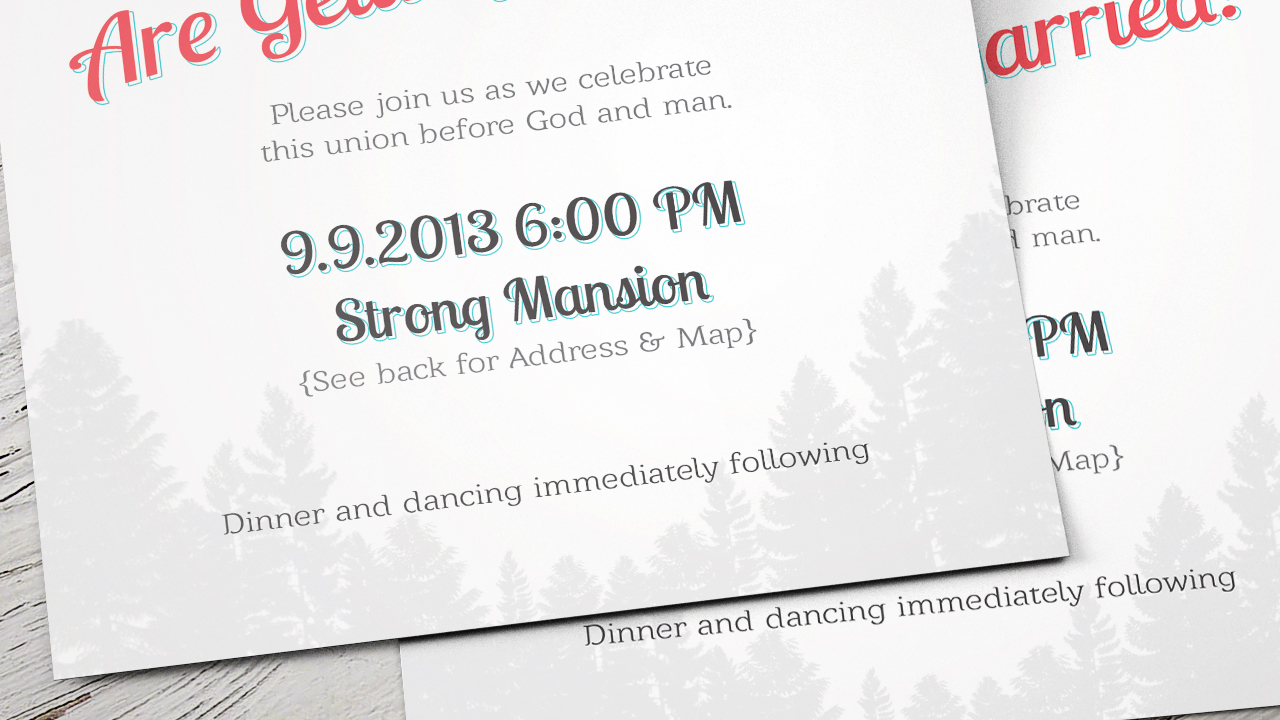 Are
Please join us as we celebrate
this union before God and man.
9.9.2013 6:00 PM
Strong Mansion
{See back for Address & Map}
Dinner and dancing immediately following
arried!
brate
man.
PM
n
Map}
Dinner and dancing immediately following